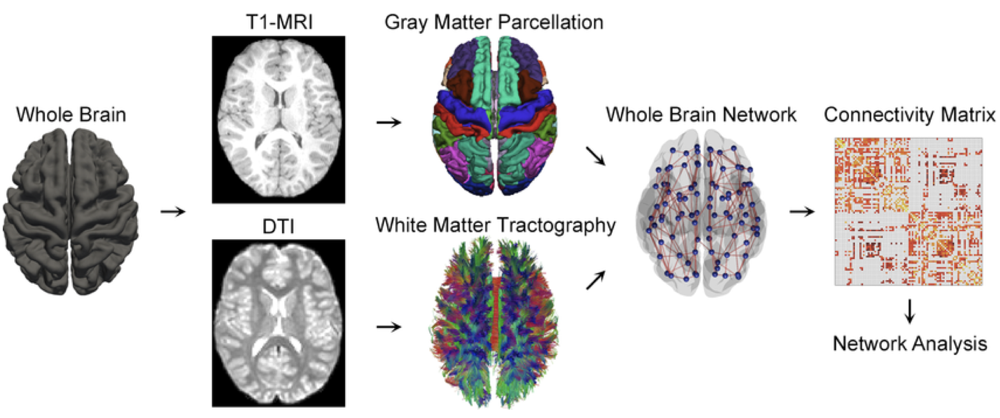 Whole Brain
T1-MRI
DTI
Gray Matter Parcellation
White Matter Tractography
Whole Brain Network
Connectivity Matrix
Network Analysis